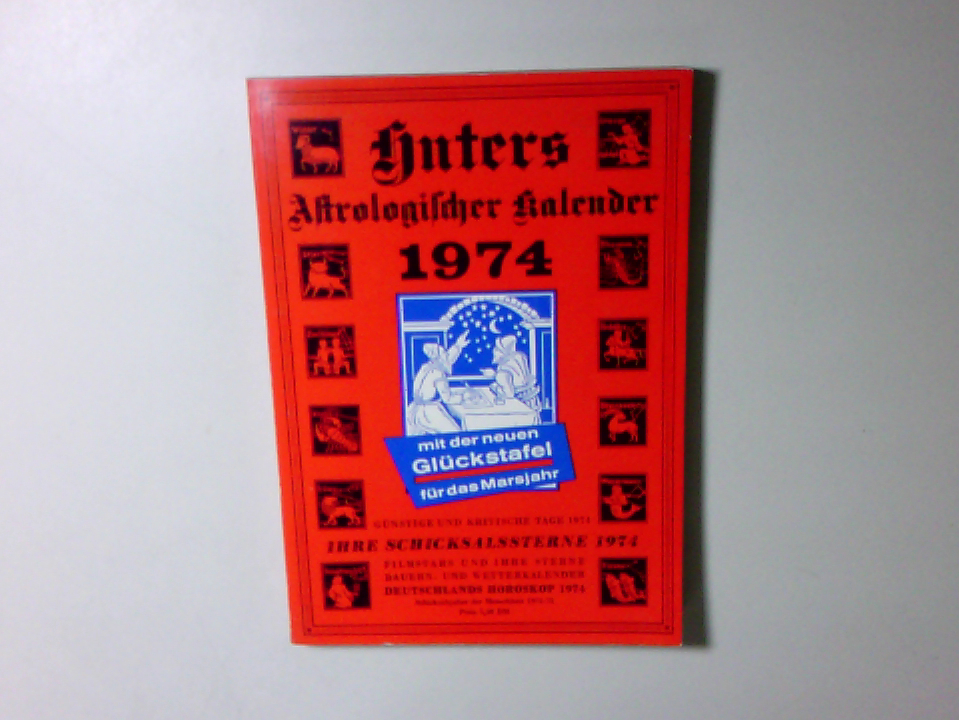 Huters
Astrologischer Kalender
1974
mit der neuen
Glückstafel
für das Marsjahr
GÜNSTIGE UND KRITISCHE TAGE 1974
IHRE SCHICKSALSSTERNE 1974
FILMSTARS UND IHRE STERNE
BAUERN- UND WETTERKALENDER
DEUTSCHLANDS HOROSKOP 1974